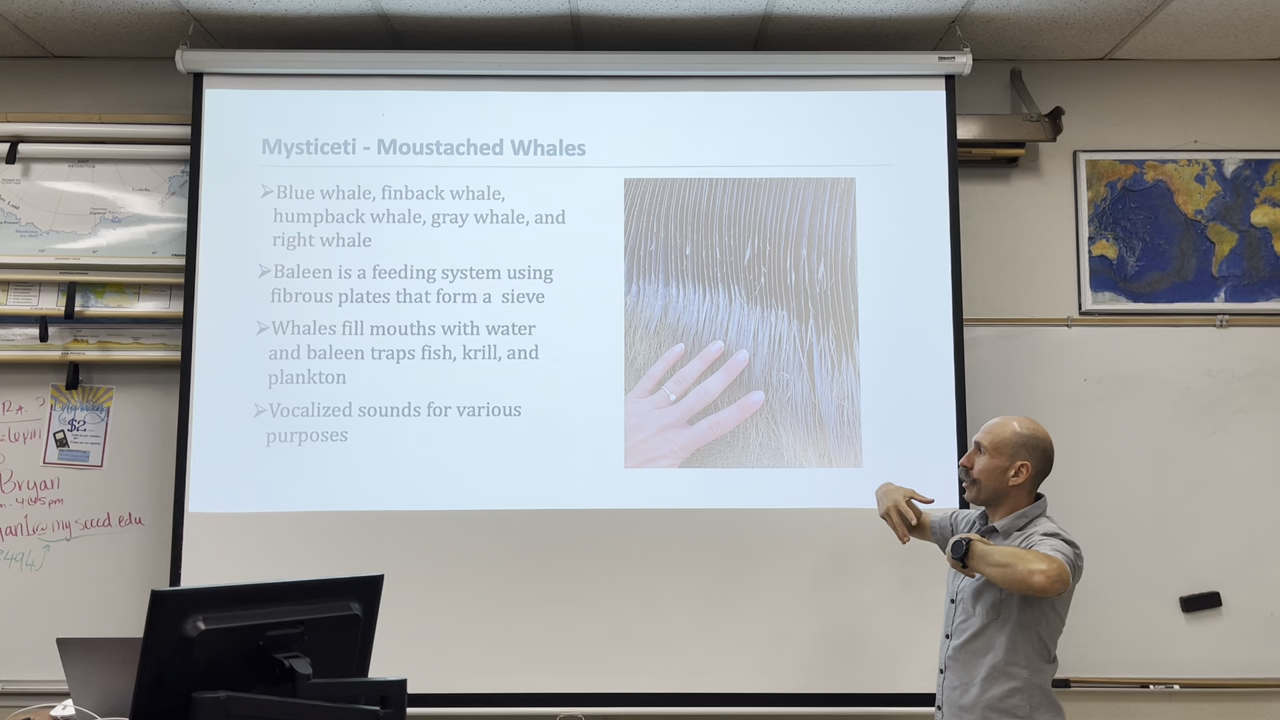 Mysticeti - Moustached Whales
➢Blue whale, finback whale,
humpback whale, gray whale, and
right whale
➢Baleen is a feeding system using
fibrous plates that form a sieve
➢Whales fill mouths with water
and baleen traps fish, krill, and
plankton
➢Vocalized sounds for various
purposes
$2
Bryan